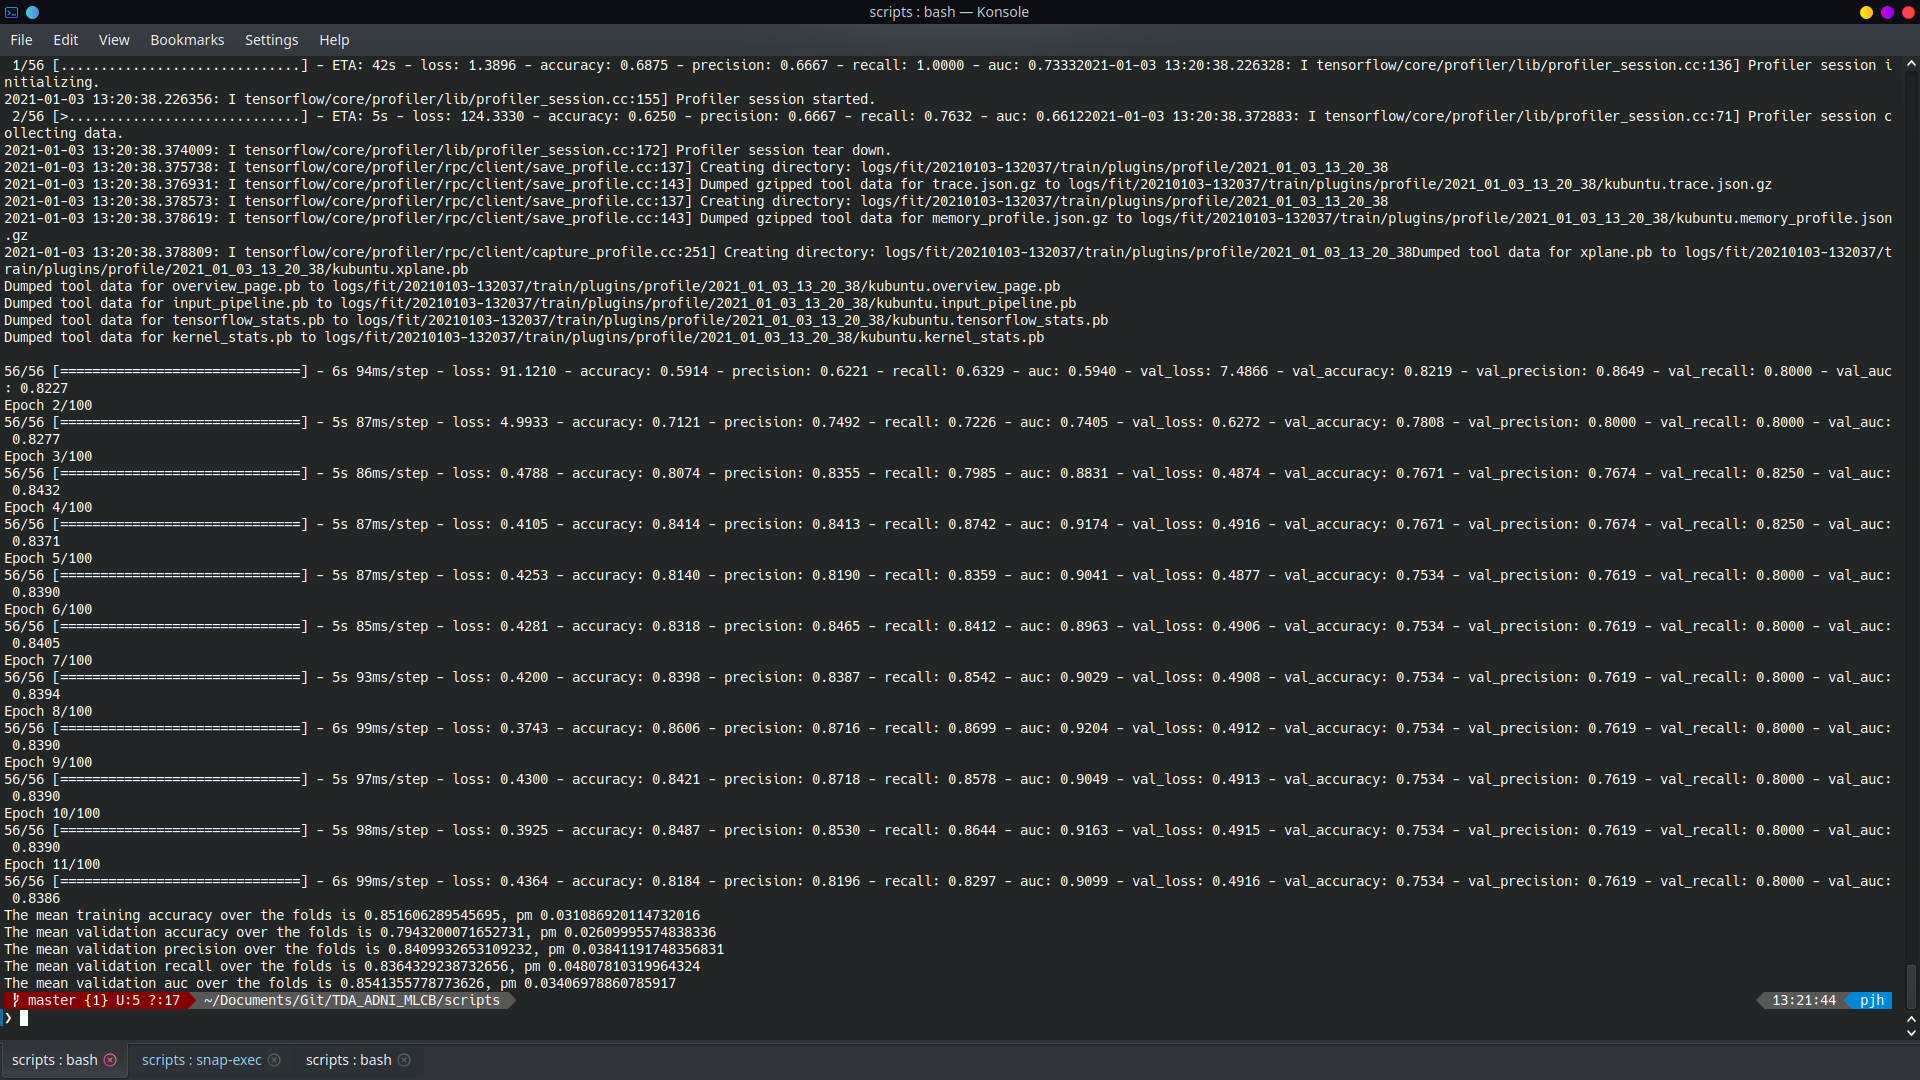 scripts : bash — Konsole
File Edit View Bookmarks Settings Help
 1/56 [..............................] - ETA: 42s - loss: 1.3896 - accuracy: 0.6875 - precision: 0.6667 - recall: 1.0000 - auc: 0.73332021-01-03 13:20:38.226328: I tensorflow/core/profiler/lib/profiler_session.cc:136] Profiler session i
nitializing.
2021-01-03 13:20:38.226356: I tensorflow/core/profiler/lib/profiler_session.cc:155] Profiler session started.
 2/56 [>.............................] - ETA: 5s - loss: 124.3330 - accuracy: 0.6250 - precision: 0.6667 - recall: 0.7632 - auc: 0.66122021-01-03 13:20:38.372883: I tensorflow/core/profiler/lib/profiler_session.cc:71] Profiler session c
ollecting data.
2021-01-03 13:20:38.374009: I tensorflow/core/profiler/lib/profiler_session.cc:172] Profiler session tear down.
2021-01-03 13:20:38.375738: I tensorflow/core/profiler/rpc/client/save_profile.cc:137] Creating directory: logs/fit/20210103-132037/train/plugins/profile/2021_01_03_13_20_38
2021-01-03 13:20:38.376931: I tensorflow/core/profiler/rpc/client/save_profile.cc:143] Dumped gzipped tool data for trace.json.gz to logs/fit/20210103-132037/train/plugins/profile/2021_01_03_13_20_38/kubuntu.trace.json.gz
2021-01-03 13:20:38.378573: I tensorflow/core/profiler/rpc/client/save_profile.cc:137] Creating directory: logs/fit/20210103-132037/train/plugins/profile/2021_01_03_13_20_38
2021-01-03 13:20:38.378619: I tensorflow/core/profiler/rpc/client/save_profile.cc:143] Dumped gzipped tool data for memory_profile.json.gz to logs/fit/20210103-132037/train/plugins/profile/2021_01_03_13_20_38/kubuntu.memory_profile.json
.gz
2021-01-03 13:20:38.378809: I tensorflow/core/profiler/rpc/client/capture_profile.cc:251] Creating directory: logs/fit/20210103-132037/train/plugins/profile/2021_01_03_13_20_38Dumped tool data for xplane.pb to logs/fit/20210103-132037/t
rain/plugins/profile/2021_01_03_13_20_38/kubuntu.xplane.pb
Dumped tool data for overview_page.pb to logs/fit/20210103-132037/train/plugins/profile/2021_01_03_13_20_38/kubuntu.overview_page.pb
Dumped tool data for input_pipeline.pb to logs/fit/20210103-132037/train/plugins/profile/2021_01_03_13_20_38/kubuntu.input_pipeline.pb
Dumped tool data for tensorflow_stats.pb to logs/fit/20210103-132037/train/plugins/profile/2021_01_03_13_20_38/kubuntu.tensorflow_stats.pb
Dumped tool data for kernel_stats.pb to logs/fit/20210103-132037/train/plugins/profile/2021_01_03_13_20_38/kubuntu.kernel_stats.pb
56/56 [==============================] - 6s 94ms/step - loss: 91.1210 - accuracy: 0.5914 - precision: 0.6221 - recall: 0.6329 - auc: 0.5940 - val_loss: 7.4866 - val_accuracy: 0.8219 - val_precision: 0.8649 - val_recall: 0.8000 - val_auc
: 0.8227
Epoch 2/100
56/56 [==============================] - 5s 87ms/step - loss: 4.9933 - accuracy: 0.7121 - precision: 0.7492 - recall: 0.7226 - auc: 0.7405 - val_loss: 0.6272 - val_accuracy: 0.7808 - val_precision: 0.8000 - val_recall: 0.8000 - val_auc:
 0.8277
Epoch 3/100
56/56 [==============================] - 5s 86ms/step - loss: 0.4788 - accuracy: 0.8074 - precision: 0.8355 - recall: 0.7985 - auc: 0.8831 - val_loss: 0.4874 - val_accuracy: 0.7671 - val_precision: 0.7674 - val_recall: 0.8250 - val_auc:
 0.8432
Epoch 4/100
56/56 [==============================] - 5s 87ms/step - loss: 0.4105 - accuracy: 0.8414 - precision: 0.8413 - recall: 0.8742 - auc: 0.9174 - val_loss: 0.4916 - val_accuracy: 0.7671 - val_precision: 0.7674 - val_recall: 0.8250 - val_auc:
 0.8371
Epoch 5/100
56/56 [==============================] - 5s 87ms/step - loss: 0.4253 - accuracy: 0.8140 - precision: 0.8190 - recall: 0.8359 - auc: 0.9041 - val_loss: 0.4877 - val_accuracy: 0.7534 - val_precision: 0.7619 - val_recall: 0.8000 - val_auc:
 0.8390
Epoch 6/100
56/56 [==============================] - 5s 85ms/step - loss: 0.4281 - accuracy: 0.8318 - precision: 0.8465 - recall: 0.8412 - auc: 0.8963 - val_loss: 0.4906 - val_accuracy: 0.7534 - val_precision: 0.7619 - val_recall: 0.8000 - val_auc:
 0.8405
Epoch 7/100
56/56 [==============================] - 5s 93ms/step - loss: 0.4200 - accuracy: 0.8398 - precision: 0.8387 - recall: 0.8542 - auc: 0.9029 - val_loss: 0.4908 - val_accuracy: 0.7534 - val_precision: 0.7619 - val_recall: 0.8000 - val_auc:
 0.8394
Epoch 8/100
56/56 [==============================] - 6s 99ms/step - loss: 0.3743 - accuracy: 0.8606 - precision: 0.8716 - recall: 0.8699 - auc: 0.9204 - val_loss: 0.4912 - val_accuracy: 0.7534 - val_precision: 0.7619 - val_recall: 0.8000 - val_auc:
 0.8390
Epoch 9/100
56/56 [==============================] - 5s 97ms/step - loss: 0.4300 - accuracy: 0.8421 - precision: 0.8718 - recall: 0.8578 - auc: 0.9049 - val_loss: 0.4913 - val_accuracy: 0.7534 - val_precision: 0.7619 - val_recall: 0.8000 - val_auc:
 0.8390
Epoch 10/100
56/56 [==============================] - 5s 98ms/step - loss: 0.3925 - accuracy: 0.8487 - precision: 0.8530 - recall: 0.8644 - auc: 0.9163 - val_loss: 0.4915 - val_accuracy: 0.7534 - val_precision: 0.7619 - val_recall: 0.8000 - val_auc:
 0.8390
Epoch 11/100
56/56 [==============================] - 6s 99ms/step - loss: 0.4364 - accuracy: 0.8184 - precision: 0.8196 - recall: 0.8297 - auc: 0.9099 - val_loss: 0.4916 - val_accuracy: 0.7534 - val_precision: 0.7619 - val_recall: 0.8000 - val_auc:
 0.8386
The mean training accuracy over the folds is 0.851606289545695, pm 0.031086920114732016
The mean validation accuracy over the folds is 0.7943200071652731, pm 0.02609995574838336
The mean validation precision over the folds is 0.8409932653109232, pm 0.03841191748356831
The mean validation recall over the folds is 0.8364329238732656, pm 0.04807810319964324
The mean validation auc over the folds is 0.8541355778773626, pm 0.03406978860785917
master {1} U:5 ?:17 ~/Documents/Git/TDA_ADNI_MLCB/scripts 13:21:44 pjh
❯
scripts : bash scripts : snap-exec scripts : bash